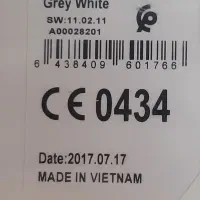 Grey White
SW:11.02.11
A00028201
6 438409 601766
CE 0434
Date:2017.07.17
MADE IN VIETNAM